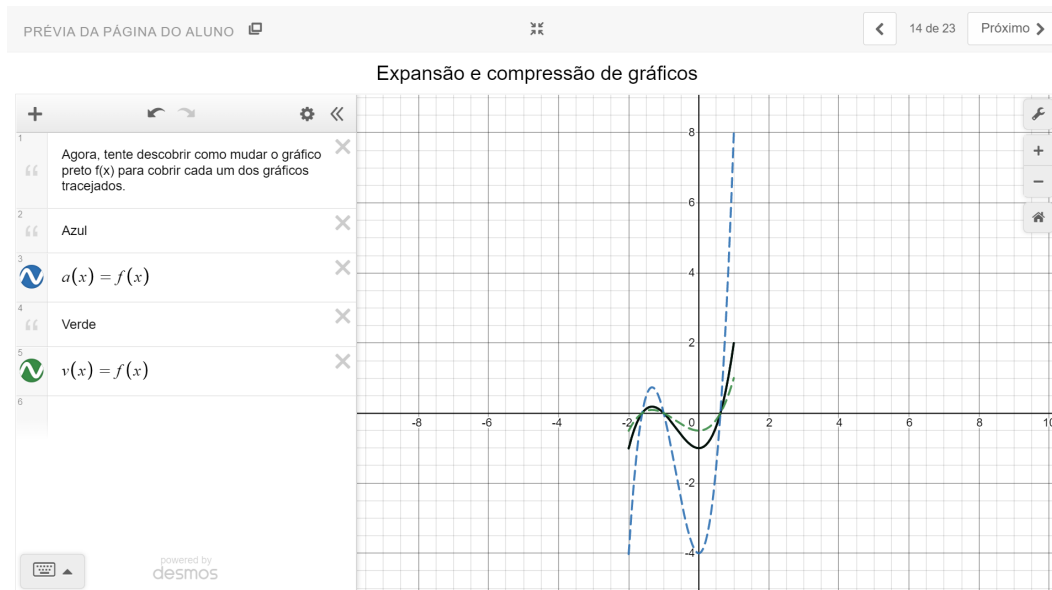 PRÉVIA DA PÁGINA DO ALUNO
14 de 23
Próximo
Expansão e compressão de gráficos
1
Agora, tente descobrir como mudar o gráfico
preto f(x) para cobrir cada um dos gráficos
tracejados.
2
Azul
3
a(x) = f(x)
4
Verde
5
v(x) = f(x)
6
powered by
desmos
8
6
4
2
-8
-6
-4
-2
0
2
4
6
8
10
-2
-4